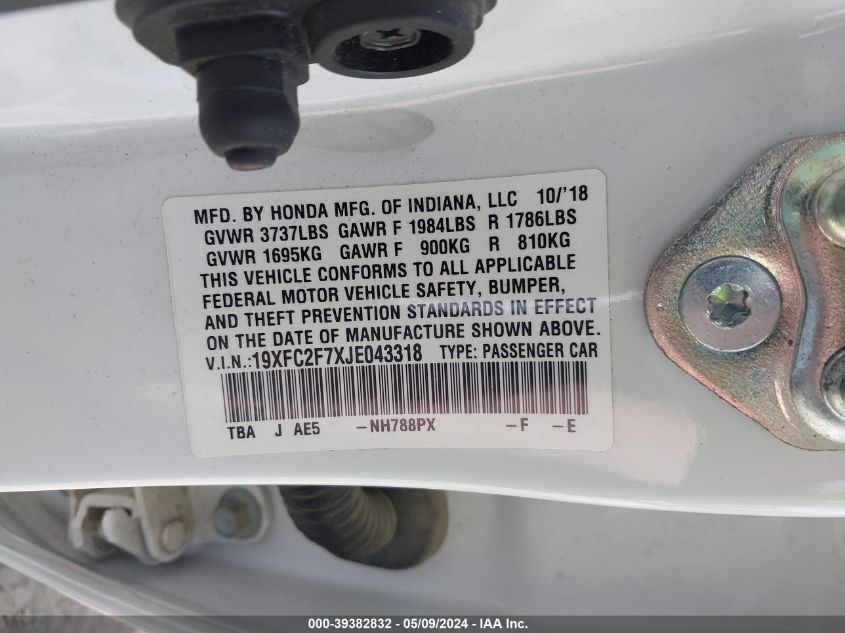 MFD. BY HONDA MFG. OF INDIANA, LLC 10/'18
GVWR 3737LBS GAWR F 1984LBS R 1786LBS
GVWR 1695KG GAWR F 900KG R 810KG
THIS VEHICLE CONFORMS TO ALL APPLICABLE
FEDERAL MOTOR VEHICLE SAFETY, BUMPER,
AND THEFT PREVENTION STANDARDS IN EFFECT
ON THE DATE OF MANUFACTURE SHOWN ABOVE.
V.I.N.:19XFC2F7XJE043318 TYPE: PASSENGER CAR
TBA J AE5 -NH788PX -F -E
000-39382832 - 05/09/2024 - IAA Inc.